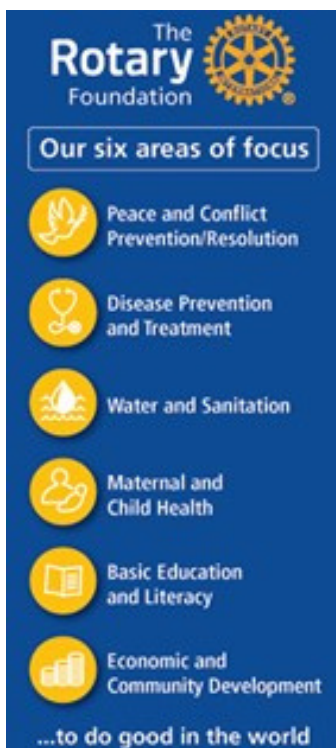 The
Rotary
Foundation
Our six areas of focus
Peace and Conflict
Prevention/Resolution
Disease Prevention
and Treatment
Water and Sanitation
Maternal and
Child Health
Basic Education
and Literacy
Economic and
Community Development
...to do good in the world